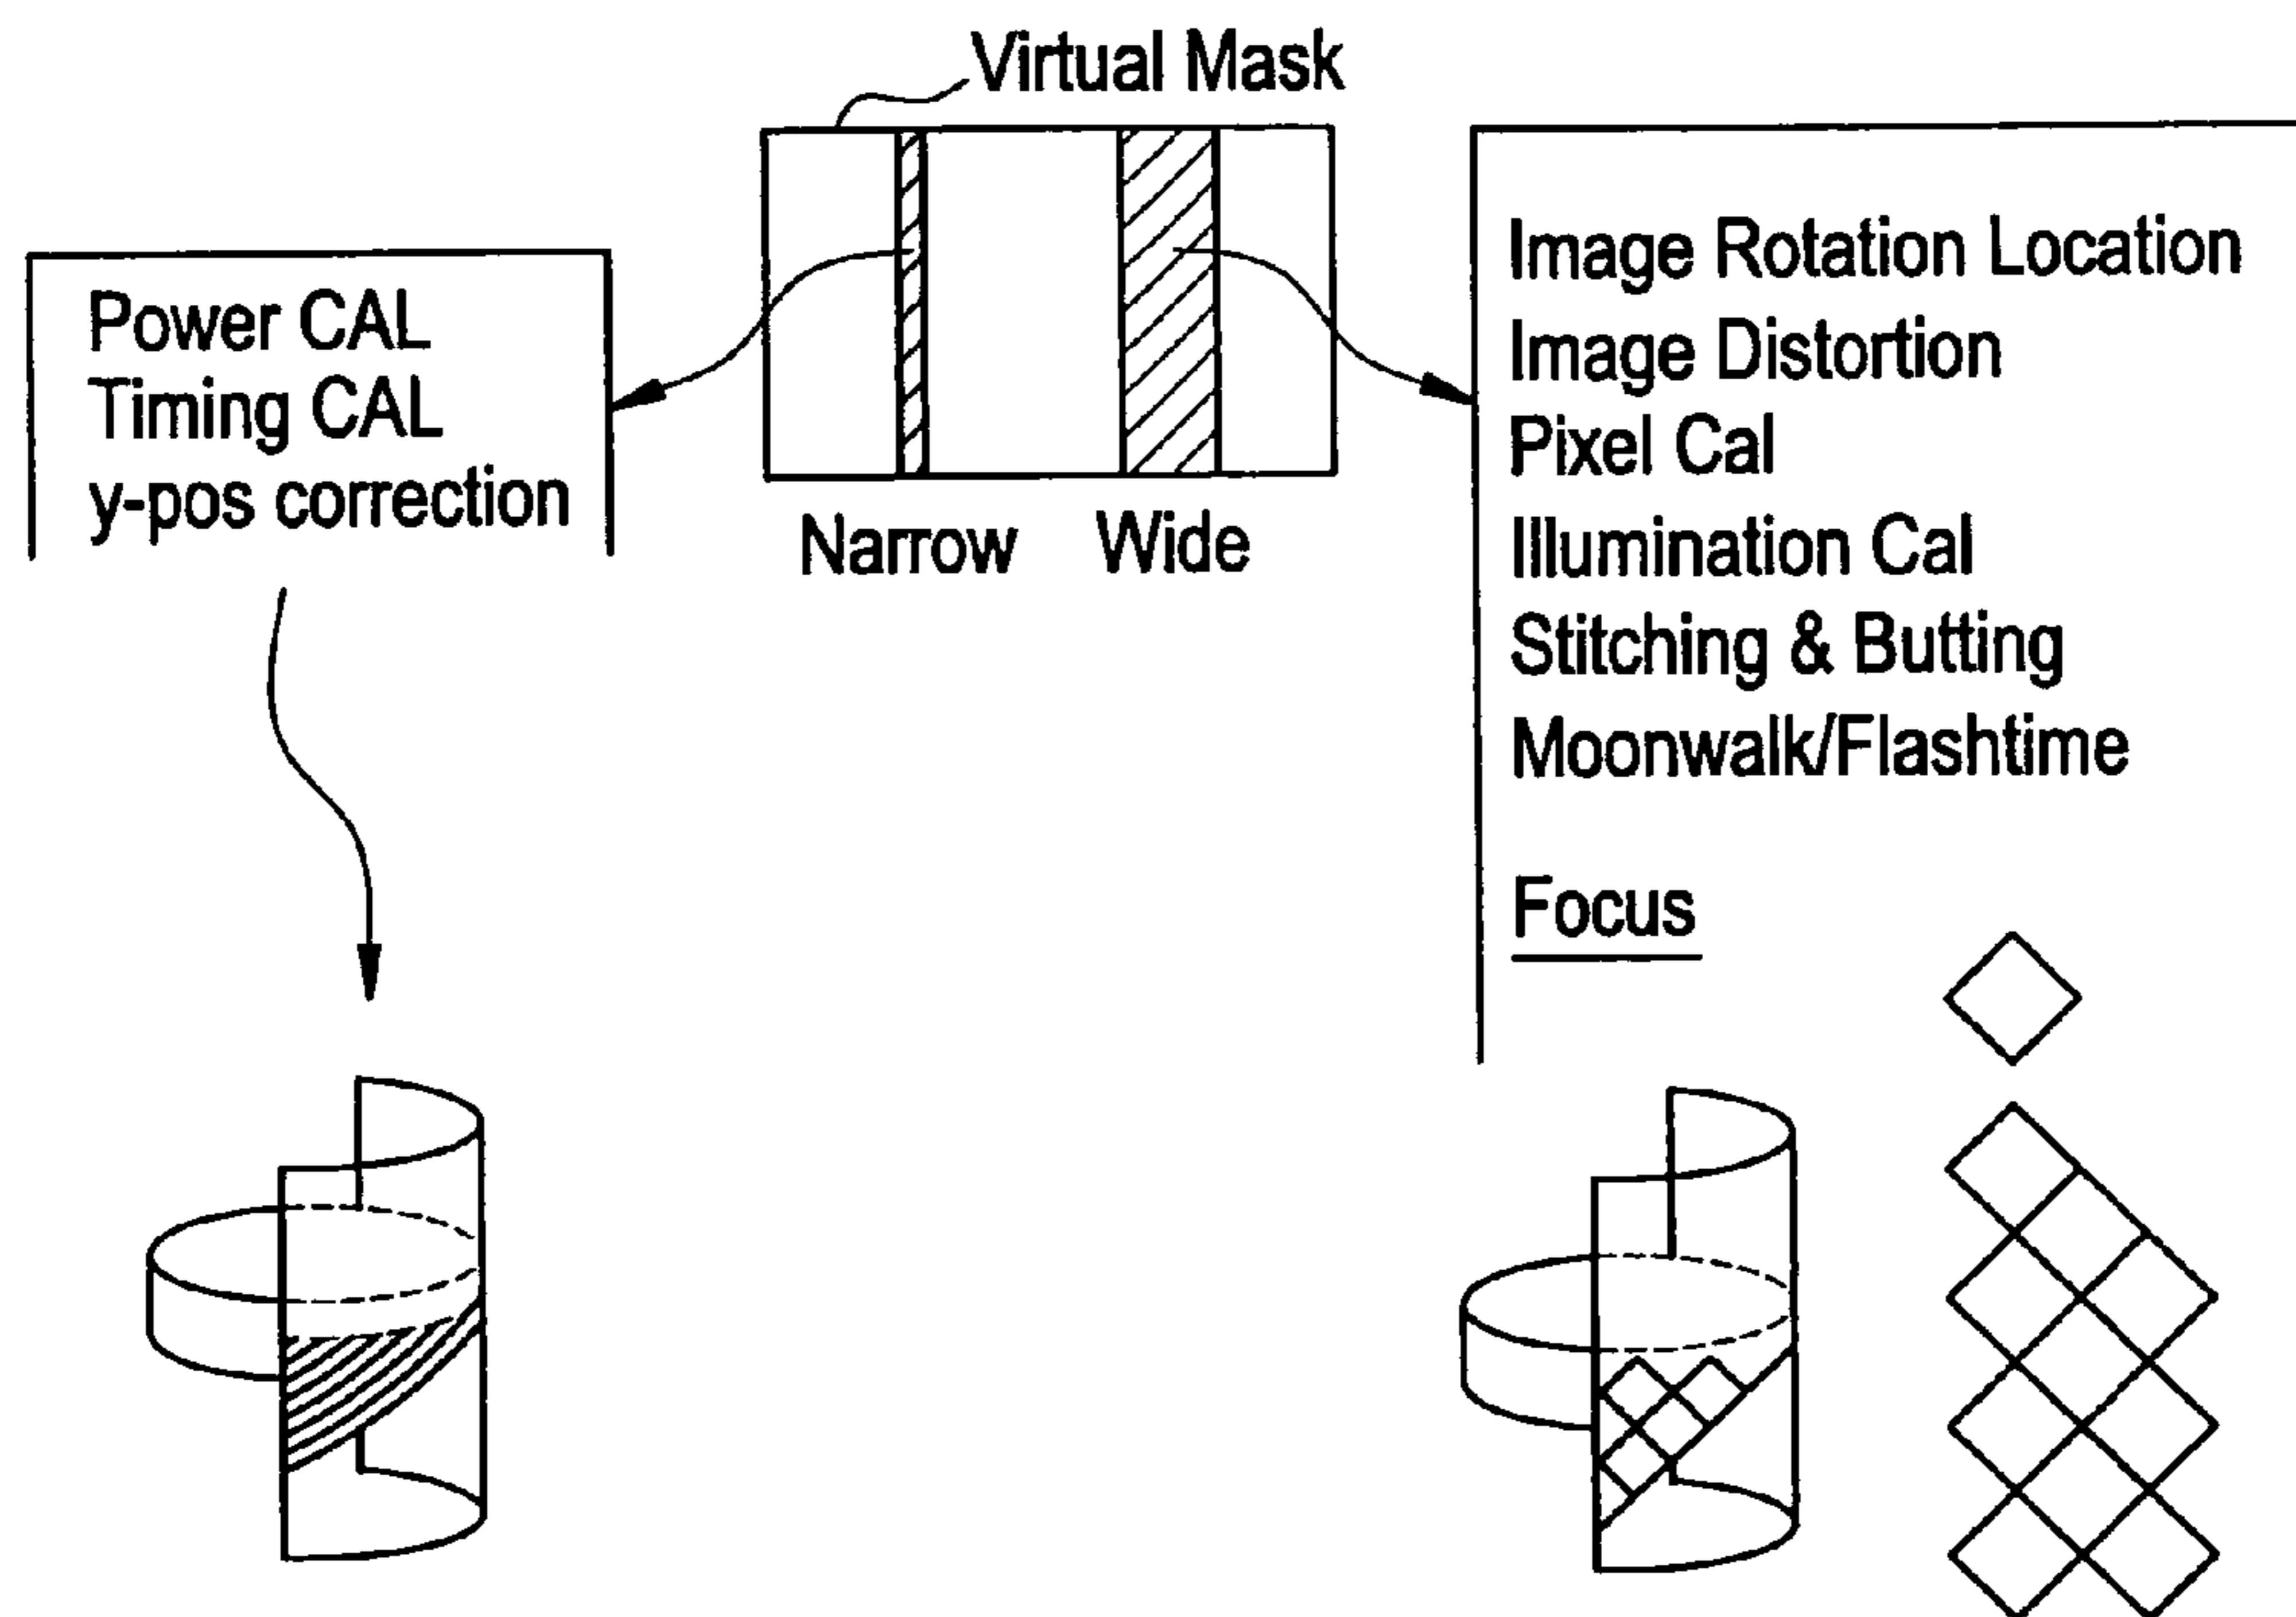 Virtual Mask
Power CAL
Timing CAL
y-pos correction
Narrow
Wide
Image Rotation Location
Image Distortion
Pixel Cal
Illumination Cal
Stitching & Butting
Moonwalk/Flashtime
Focus